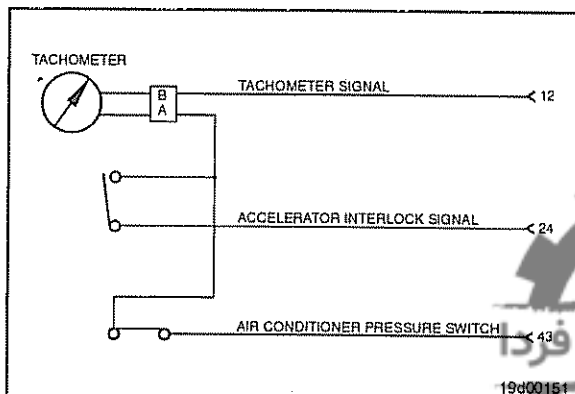 TACHOMETER
B
A
TACHOMETER SIGNAL
12
ACCELERATOR INTERLOCK SIGNAL
24
AIR CONDITIONER PRESSURE SWITCH
43
فردا
19d00151